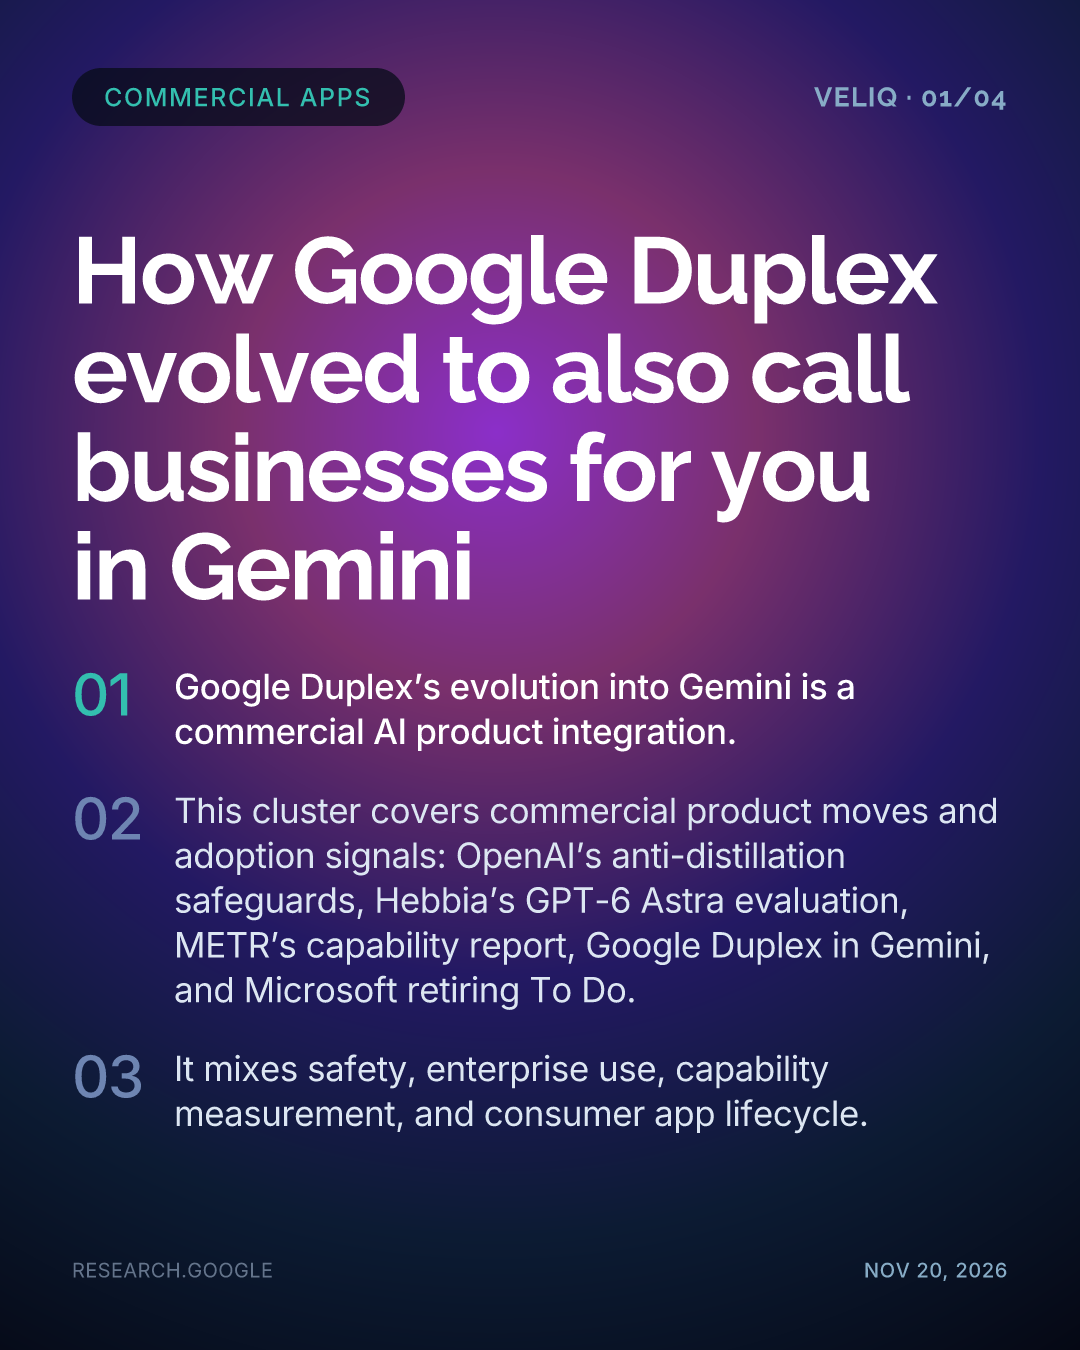 COMMERCIAL APPS
VELIQ · 01/04
How Google Duplex
evolved to also call
businesses for you
in Gemini
01
Google Duplex’s evolution into Gemini is a
commercial AI product integration.
02
This cluster covers commercial product moves and
adoption signals: OpenAI’s anti-distillation
safeguards, Hebbia’s GPT-6 Astra evaluation,
METR’s capability report, Google Duplex in Gemini,
and Microsoft retiring To Do.
03
It mixes safety, enterprise use, capability
measurement, and consumer app lifecycle.
RESEARCH.GOOGLE
NOV 20, 2026